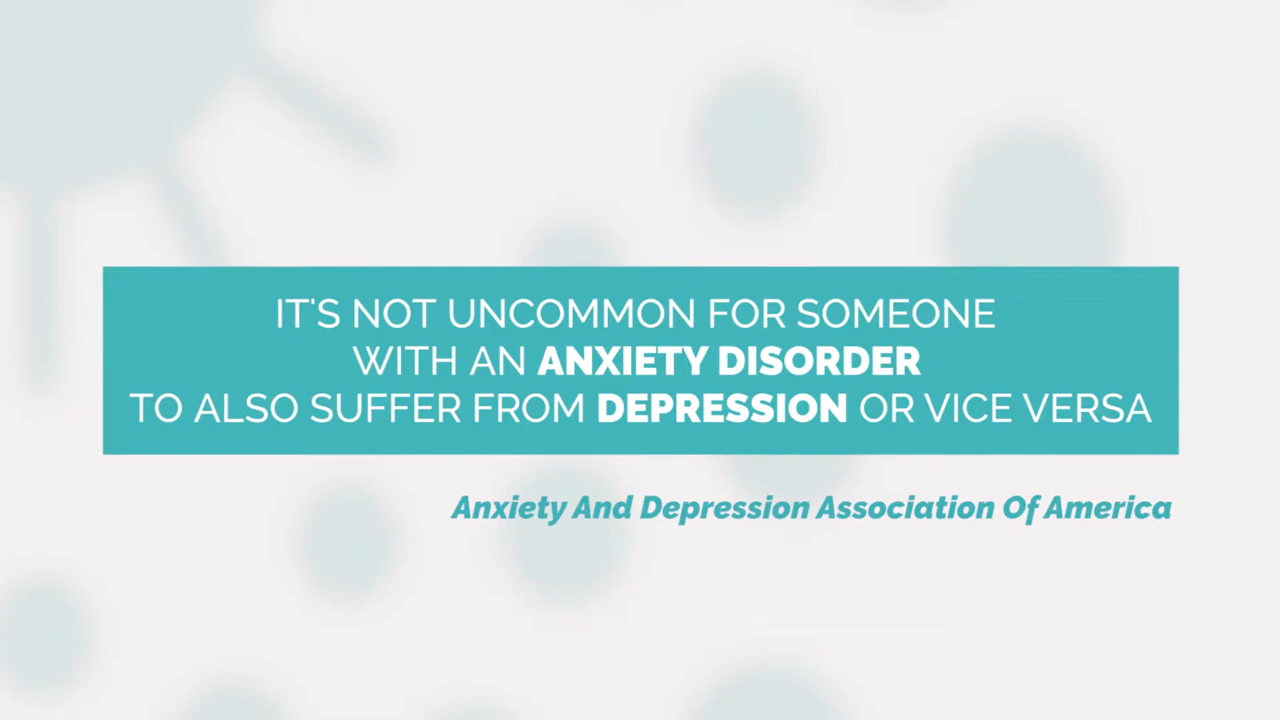 IT'S NOT UNCOMMON FOR SOMEONE
WITH AN ANXIETY DISORDER
TO ALSO SUFFER FROM DEPRESSION OR VICE VERSA
Anxiety And Depression Association Of America